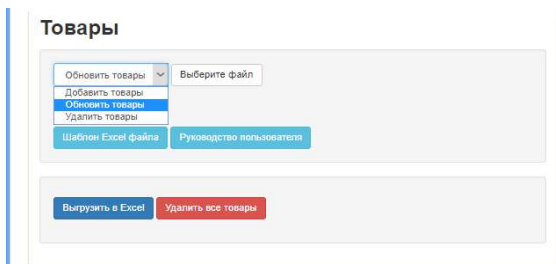 Товары
Обновить товары Выберите файл
Добавить товары
Обновить товары
Удалить товары
Шаблон Excel файла Руководство пользователя
Выгрузить в Excel Удалить все товары